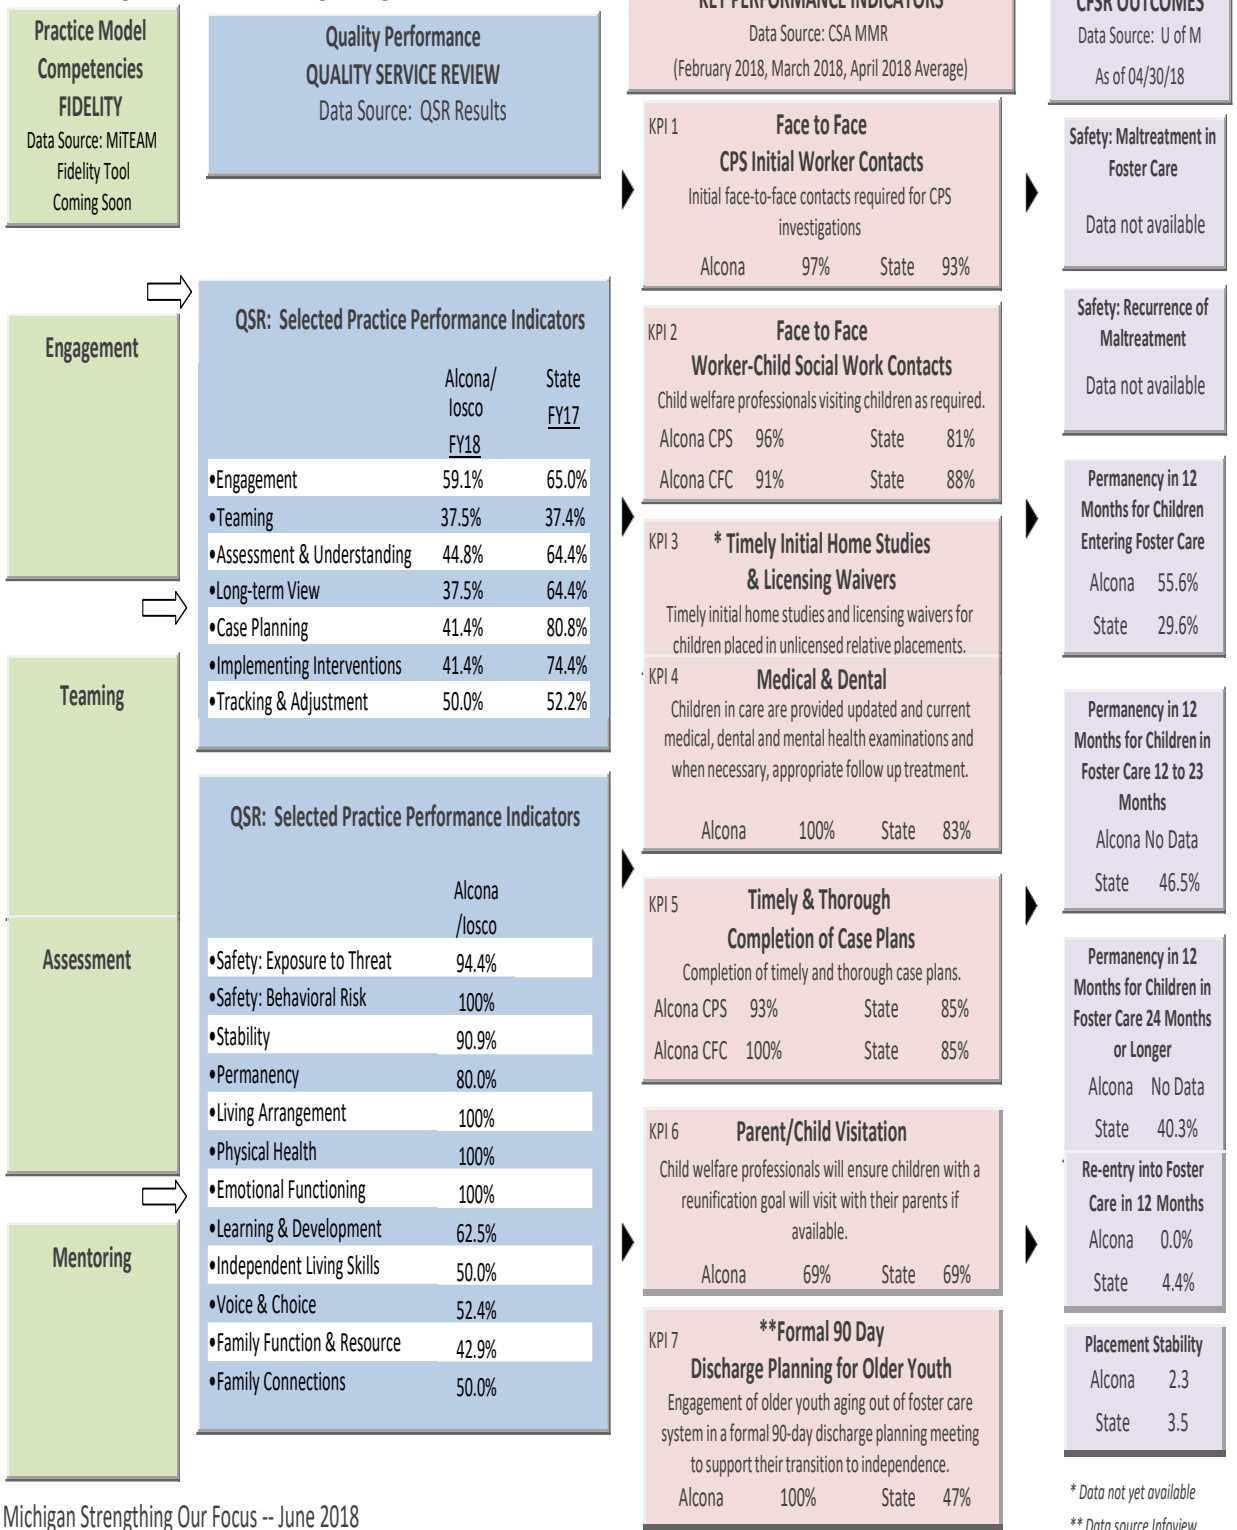 Practice Model
Competencies
FIDELITY
Data Source: MiTEAM
Fidelity Tool
Coming Soon
Engagement
Teaming
Assessment
Mentoring
Quality Performance
QUALITY SERVICE REVIEW
Data Source: QSR Results
QSR: Selected Practice Performance Indicators
Alcona/ State
Iosco FY17
FY18
•Engagement 59.1% 65.0%
•Teaming 37.5% 37.4%
•Assessment & Understanding 44.8% 64.4%
•Long-term View 37.5% 64.4%
•Case Planning 41.4% 80.8%
•Implementing Interventions 41.4% 74.4%
•Tracking & Adjustment 50.0% 52.2%
QSR: Selected Practice Performance Indicators
Alcona
/Iosco
•Safety: Exposure to Threat 94.4%
•Safety: Behavioral Risk 100%
•Stability 90.9%
•Permanency 80.0%
•Living Arrangement 100%
•Physical Health 100%
•Emotional Functioning 100%
•Learning & Development 62.5%
•Independent Living Skills 50.0%
•Voice & Choice 52.4%
•Family Function & Resource 42.9%
•Family Connections 50.0%
KEY PERFORMANCE INDICATORS
Data Source: CSA MMR
(February 2018, March 2018, April 2018 Average)
KPI 1 Face to Face
CPS Initial Worker Contacts
Initial face-to-face contacts required for CPS
investigations
Alcona 97% State 93%
KPI 2 Face to Face
Worker-Child Social Work Contacts
Child welfare professionals visiting children as required.
Alcona CPS 96% State 81%
Alcona CFC 91% State 88%
KPI 3 * Timely Initial Home Studies
& Licensing Waivers
Timely initial home studies and licensing waivers for
children placed in unlicensed relative placements.
KPI 4 Medical & Dental
Children in care are provided updated and current
medical, dental and mental health examinations and
when necessary, appropriate follow up treatment.
Alcona 100% State 83%
KPI 5 Timely & Thorough
Completion of Case Plans
Completion of timely and thorough case plans.
Alcona CPS 93% State 85%
Alcona CFC 100% State 85%
KPI 6 Parent/Child Visitation
Child welfare professionals will ensure children with a
reunification goal will visit with their parents if
available.
Alcona 69% State 69%
KPI 7 **Formal 90 Day
Discharge Planning for Older Youth
Engagement of older youth aging out of foster care
system in a formal 90-day discharge planning meeting
to support their transition to independence.
Alcona 100% State 47%
CFSR OUTCOMES
Data Source: U of M
As of 04/30/18
Safety: Maltreatment in
Foster Care
Data not available
Safety: Recurrence of
Maltreatment
Data not available
Permanency in 12
Months for Children
Entering Foster Care
Alcona 55.6%
State 29.6%
Permanency in 12
Months for Children in
Foster Care 12 to 23
Months
Alcona No Data
State 46.5%
Permanency in 12
Months for Children in
Foster Care 24 Months
or Longer
Alcona No Data
State 40.3%
Re-entry into Foster
Care in 12 Months
Alcona 0.0%
State 4.4%
Placement Stability
Alcona 2.3
State 3.5
* Data not yet available
** Data source Infoview
Michigan Strengthing Our Focus -- June 2018